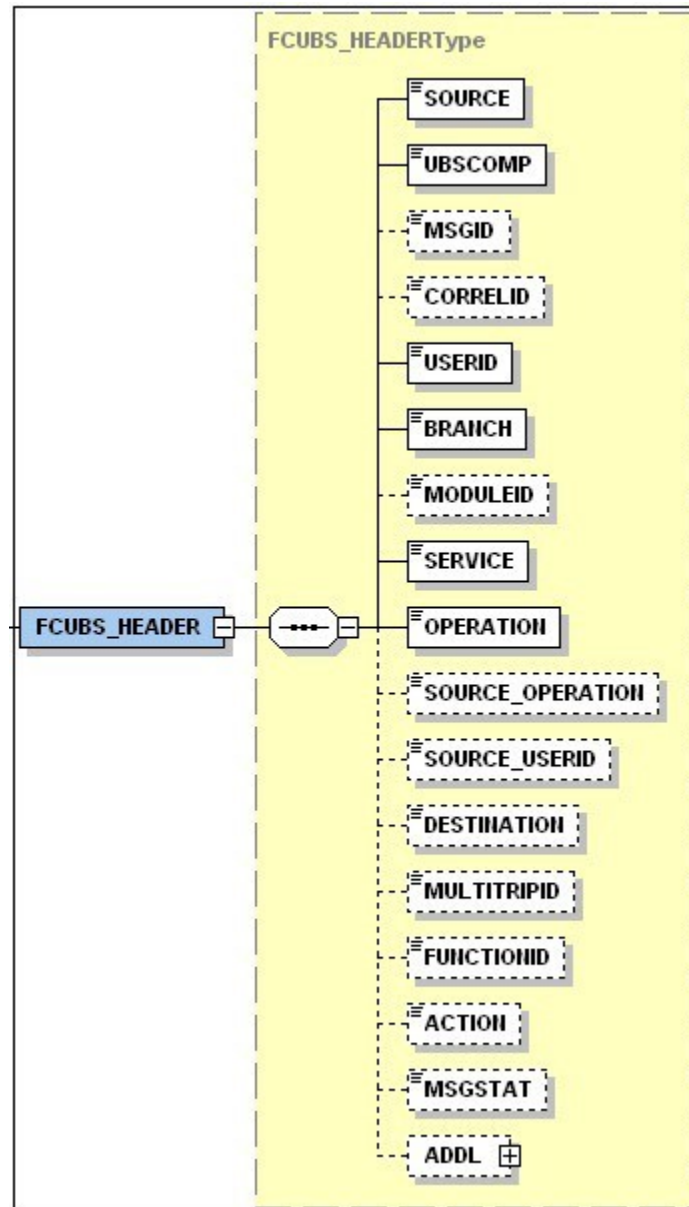 FCUBS_HEADERType
SOURCE
UBSCOMP
MSGID
CORRELID
USERID
BRANCH
MODULEID
SERVICE
FCUBS_HEADER
OPERATION
SOURCE_OPERATION
SOURCE_USERID
DESTINATION
MULTITRIPID
FUNCTIONID
ACTION
MSGSTAT
ADDL